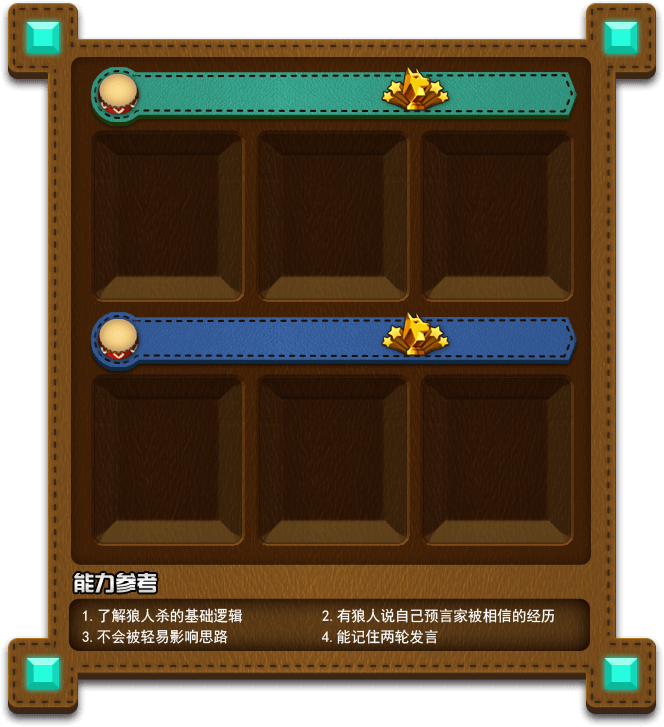 能力参考
1. 了解狼人杀的基础逻辑
2. 有狼人说自己预言家被相信的经历
3. 不会被轻易影响思路
4. 能记住两轮发言